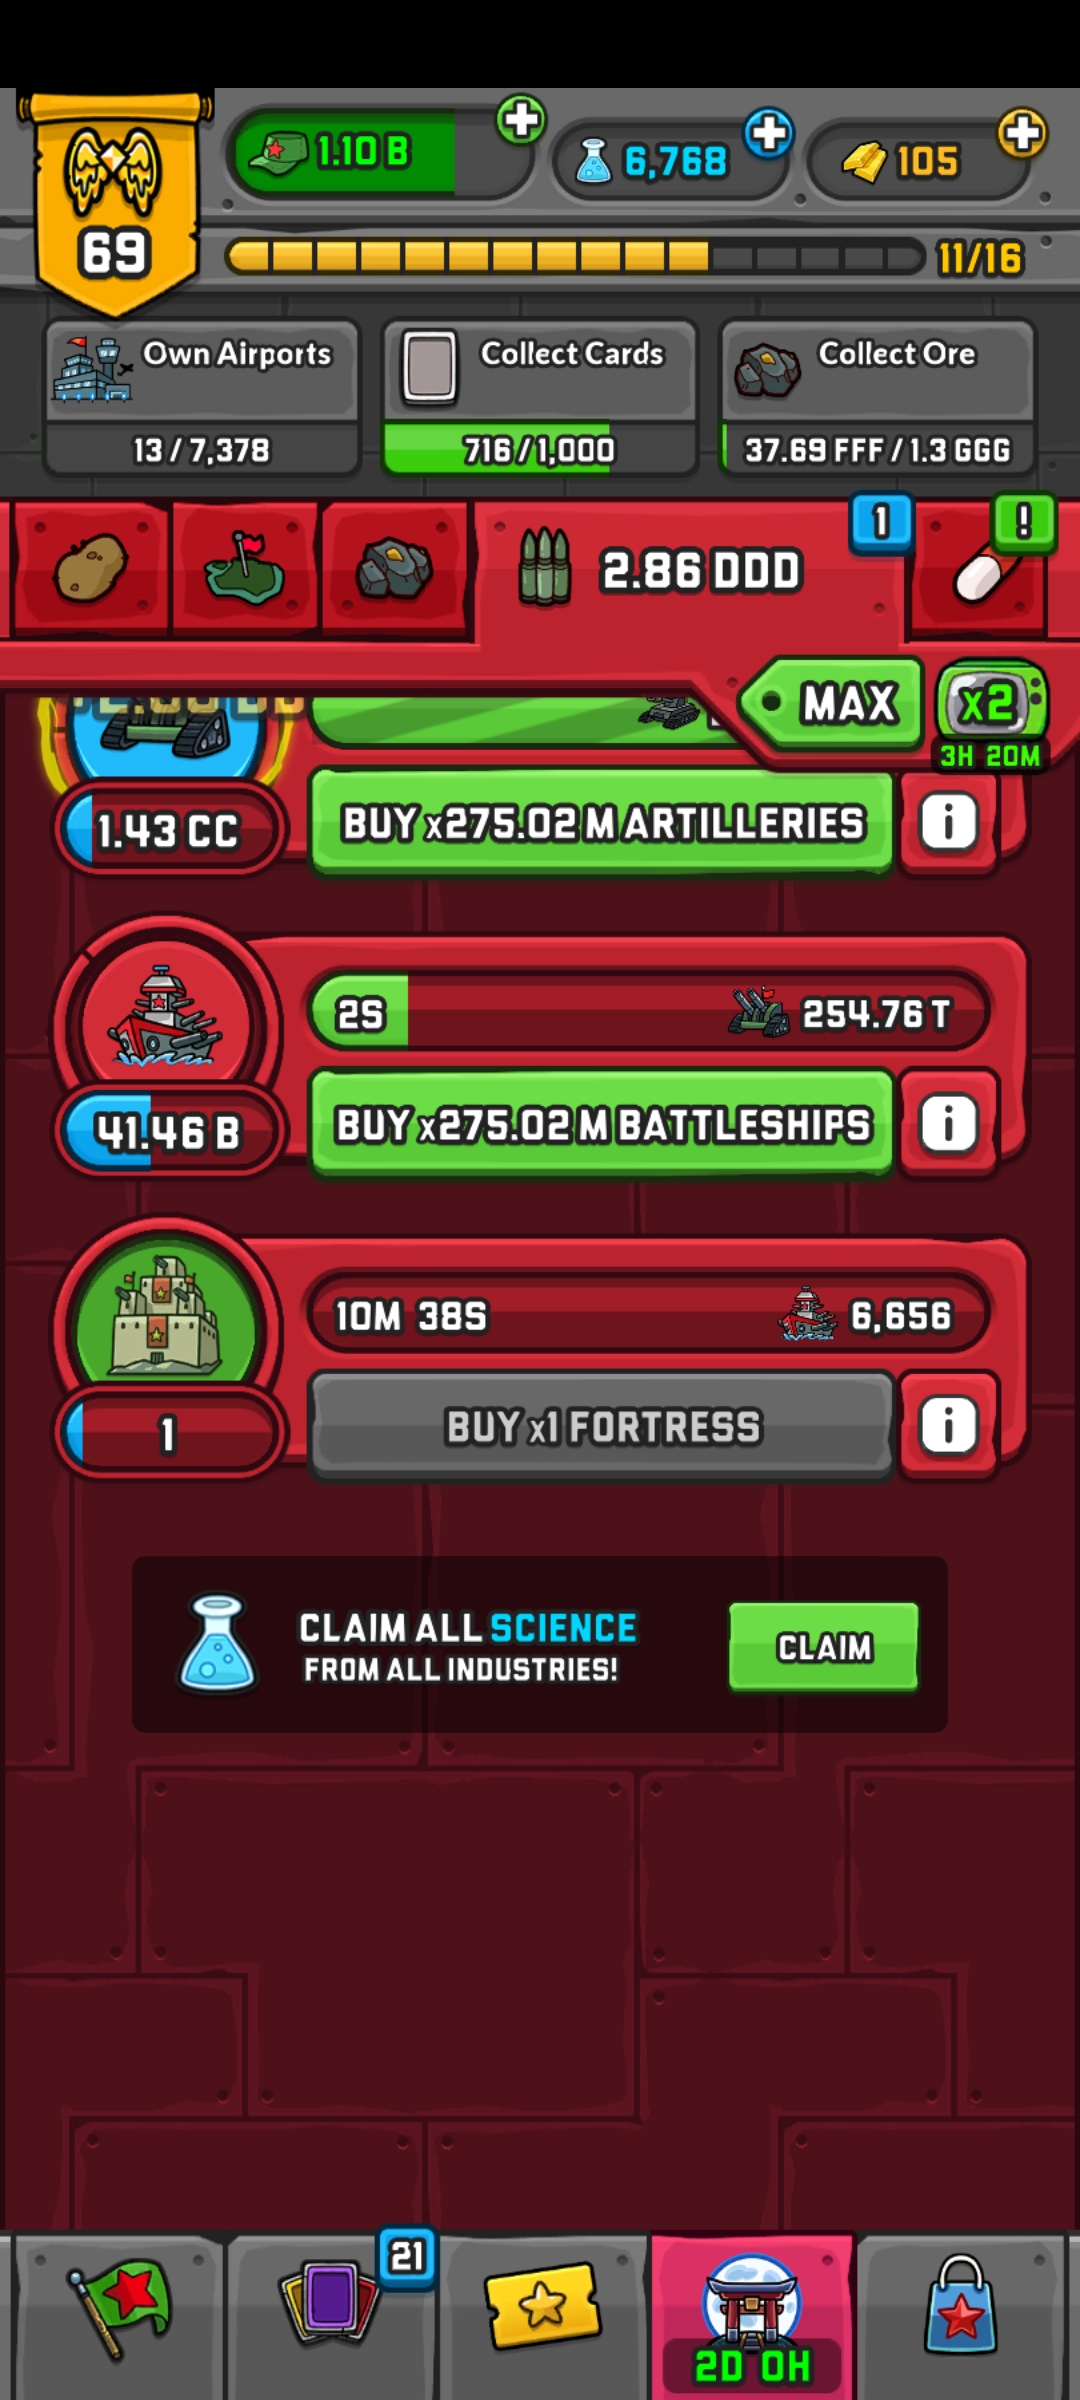 69
1.10 B
6,768
105
11/16
Own Airports
13 / 7,378
Collect Cards
716 / 1,000
Collect Ore
37.69 FFF / 1.3 GGG
2.86 DDD
1
!
MAX
x2
3H 20M
1.43 CC
BUY x275.02 M ARTILLERIES
i
2S
254.76 T
41.46 B
BUY x275.02 M BATTLESHIPS
i
10M 38S
6,656
1
BUY x1 FORTRESS
i
CLAIM ALL SCIENCE
FROM ALL INDUSTRIES!
CLAIM
21
2D 0H